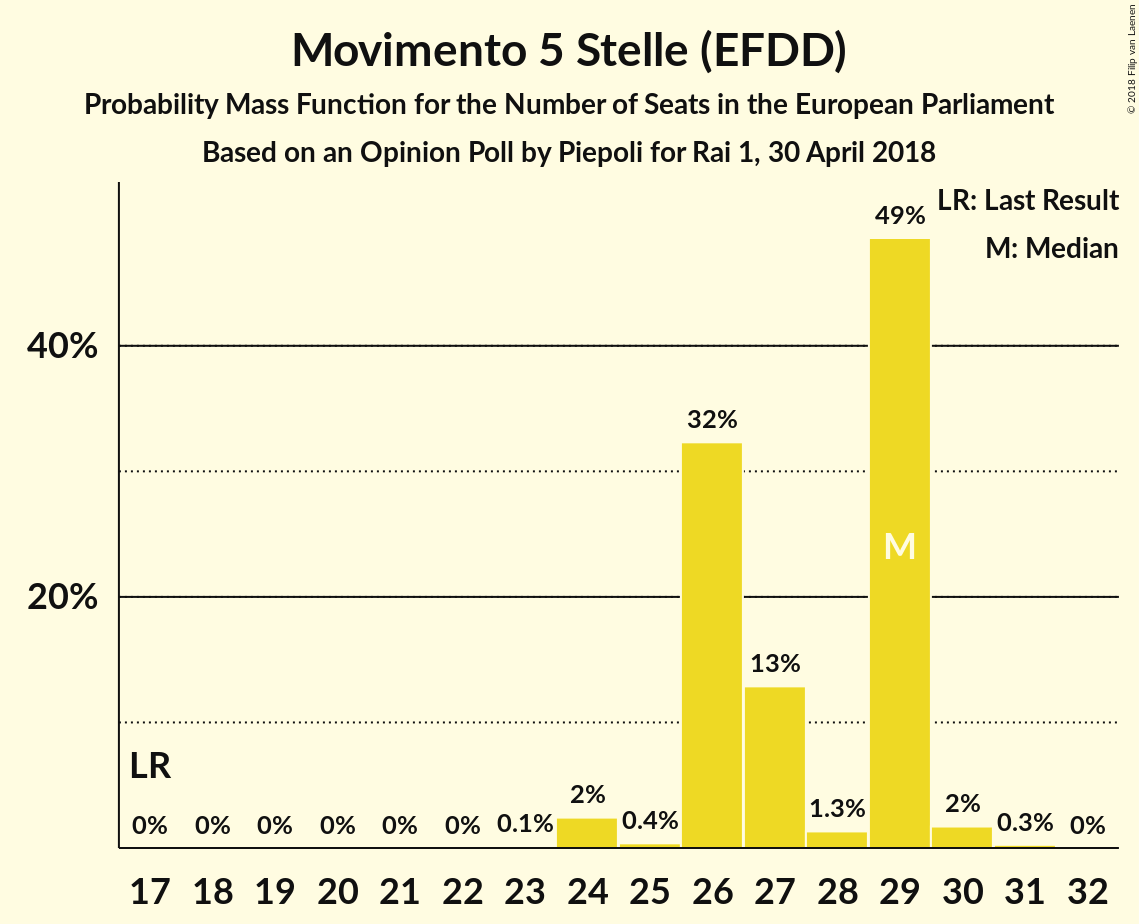 Movimento 5 Stelle (EFDD)
Probability Mass Function for the Number of Seats in the European Parliament
Based on an Opinion Poll by Piepoli for Rai 1, 30 April 2018
© 2018 Filip van Laenen
LR: Last Result
M: Median
49%
40%
32%
M
20%
13%
LR
0% 0% 0% 0% 0% 0% 0.1% 2% 0.4% 1.3% 2% 0.3% 0%
17 18 19 20 21 22 23 24 25 26 27 28 29 30 31 32